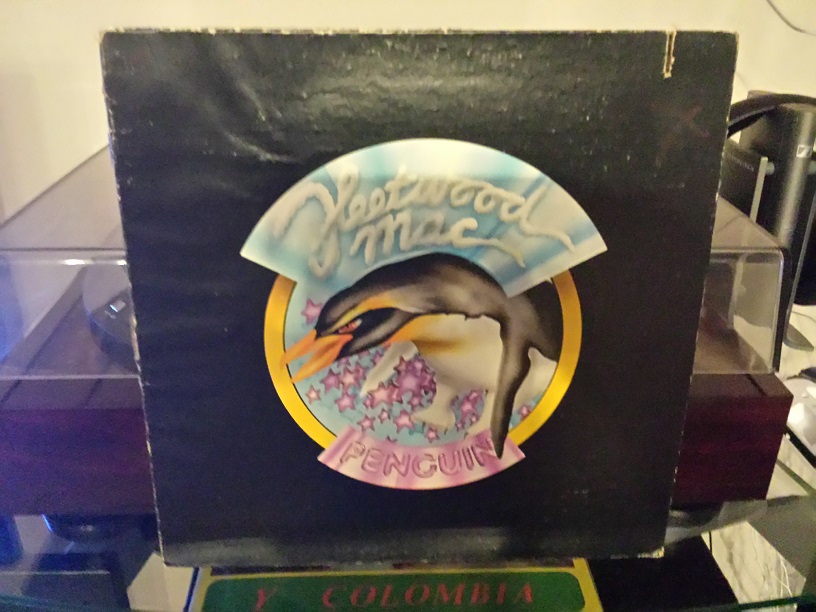 Fleetwood
Mac
PENGUIN
Y COLOMBIA